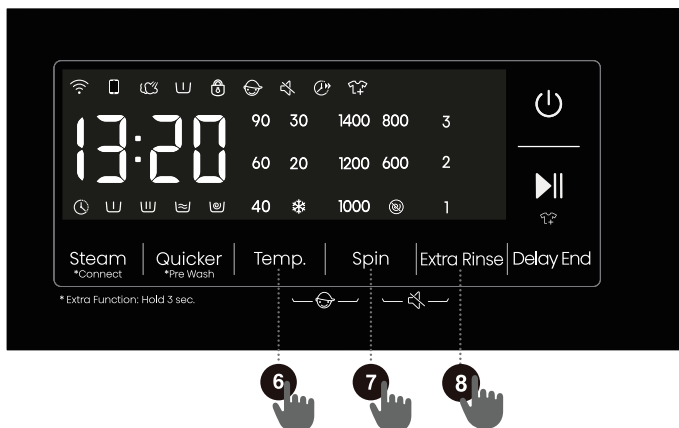 13:20
90 30 1400 800 3
60 20 1200 600 2
40 1000 1
Steam Quicker Temp. Spin Extra Rinse Delay End
*Connect *Pre Wash
* Extra Function: Hold 3 sec.
6 7 8